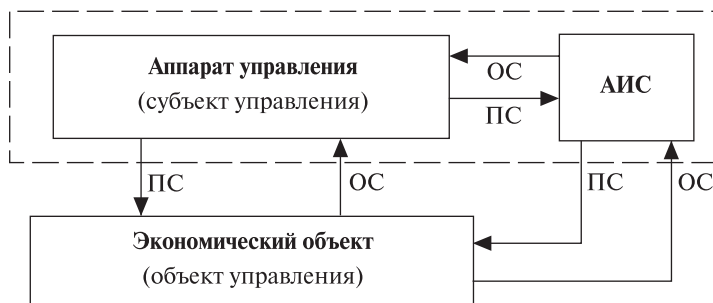 Аппарат управления
(субъект управления)
ОС
ПС
АИС
ПС
ОС
ПС
ОС
Экономический объект
(объект управления)